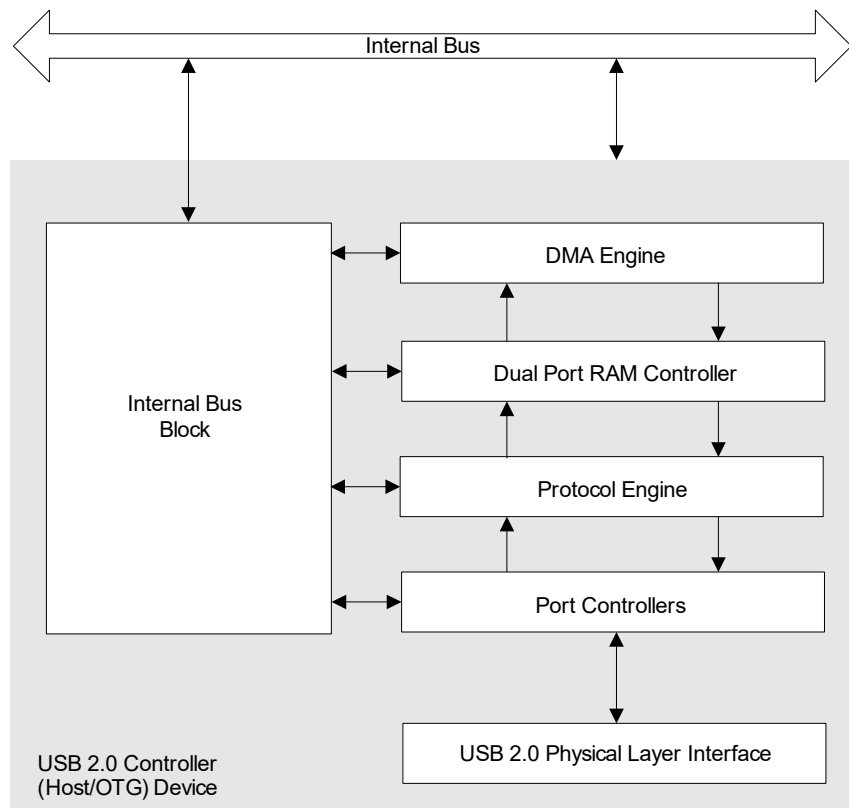 Internal Bus
DMA Engine
Dual Port RAM Controller
Internal Bus
Block
Protocol Engine
Port Controllers
USB 2.0 Physical Layer Interface
USB 2.0 Controller
(Host/OTG) Device